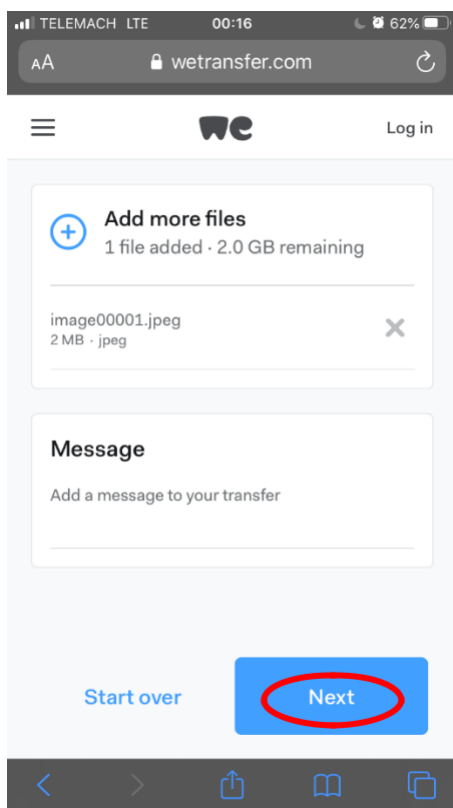 TELEMACH LTE 00:16 62%
AA wetransfer.com
we Log in
Add more files
1 file added · 2.0 GB remaining
image00001.jpeg
2 MB · jpeg
Message
Add a message to your transfer
Start over Next